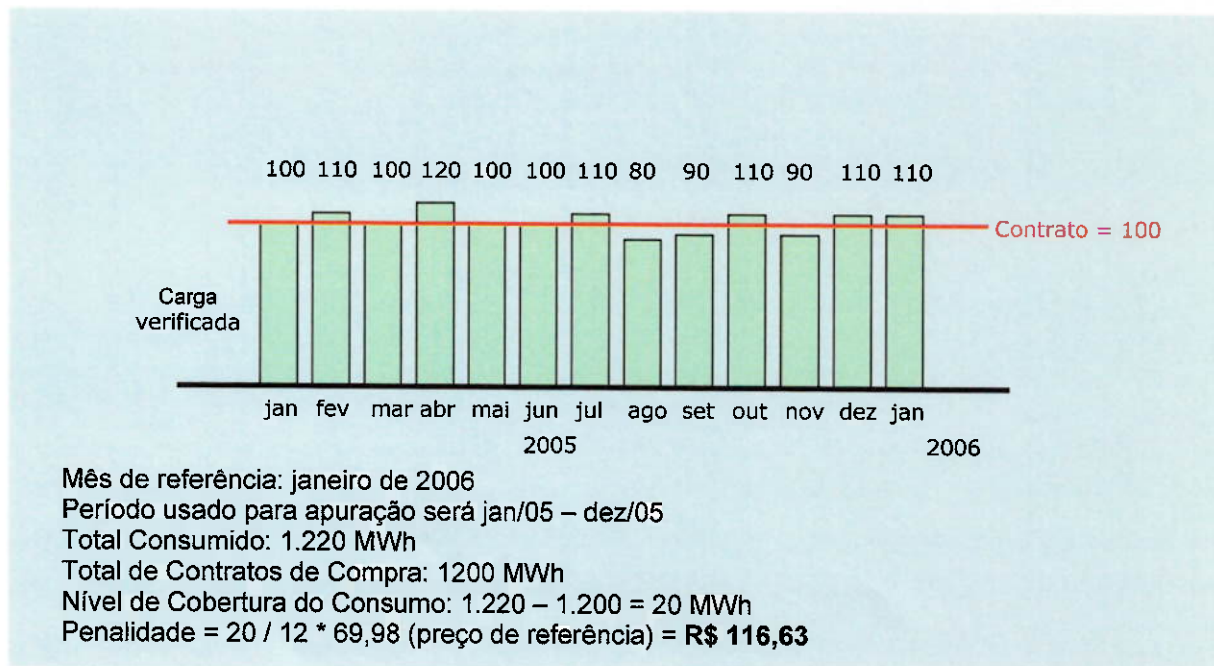 100 110 100 120 100 100 110 80 90 110 90 110 110
Contrato = 100
Carga
verificada
jan fev mar abr mai jun jul ago set out nov dez jan
2005 2006
Mês de referência: janeiro de 2006
Período usado para apuração será jan/05 – dez/05
Total Consumido: 1.220 MWh
Total de Contratos de Compra: 1200 MWh
Nível de Cobertura do Consumo: 1.220 – 1.200 = 20 MWh
Penalidade = 20 / 12 * 69,98 (preço de referência) = R$ 116,63